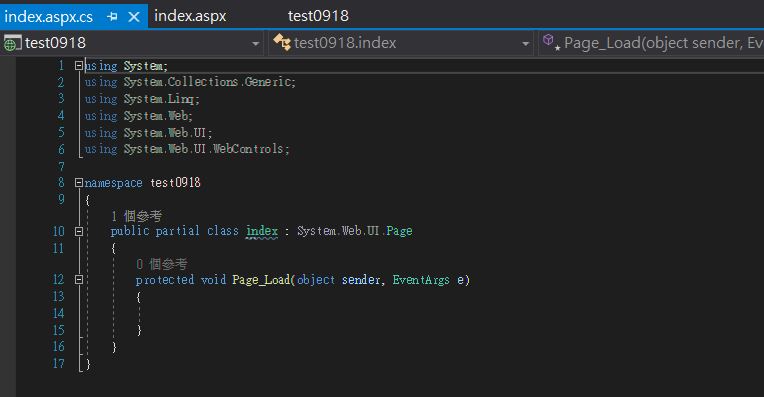 index.aspx.cs index.aspx test0918
test0918 test0918.index Page_Load(object sender, Ev
1 using System;
2 using System.Collections.Generic;
3 using System.Linq;
4 using System.Web;
5 using System.Web.UI;
6 using System.Web.UI.WebControls;
7
8 namespace test0918
9 {
1 個參考
10 public partial class index : System.Web.UI.Page
11 {
0 個參考
12 protected void Page_Load(object sender, EventArgs e)
13 {
14
15 }
16 }
17 }